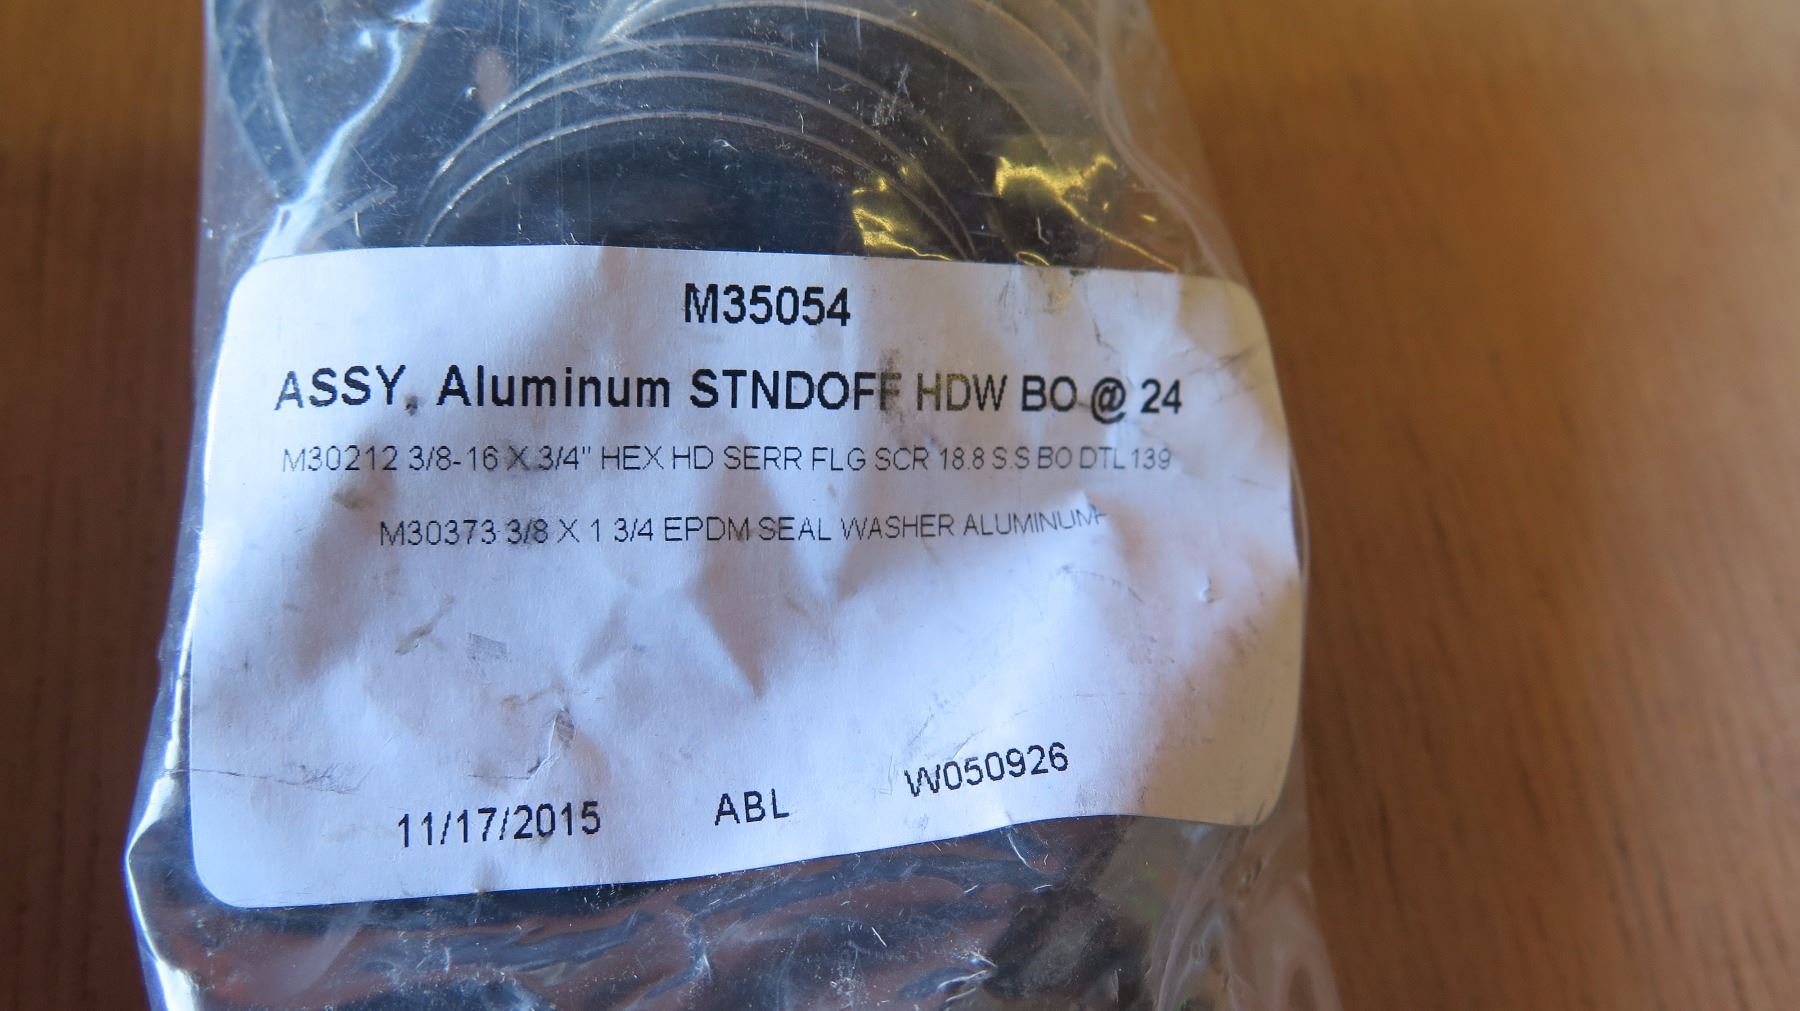 M35054
ASSY, Aluminum STNDOFF HDW BO @ 24
M30212 3/8-16 X 3/4" HEX HD SERR FLG SCR 18.8 S.S BO DTL 139
M30373 3/8 X 1 3/4 EPDM SEAL WASHER ALUMINUM
11/17/2015 ABL W050926